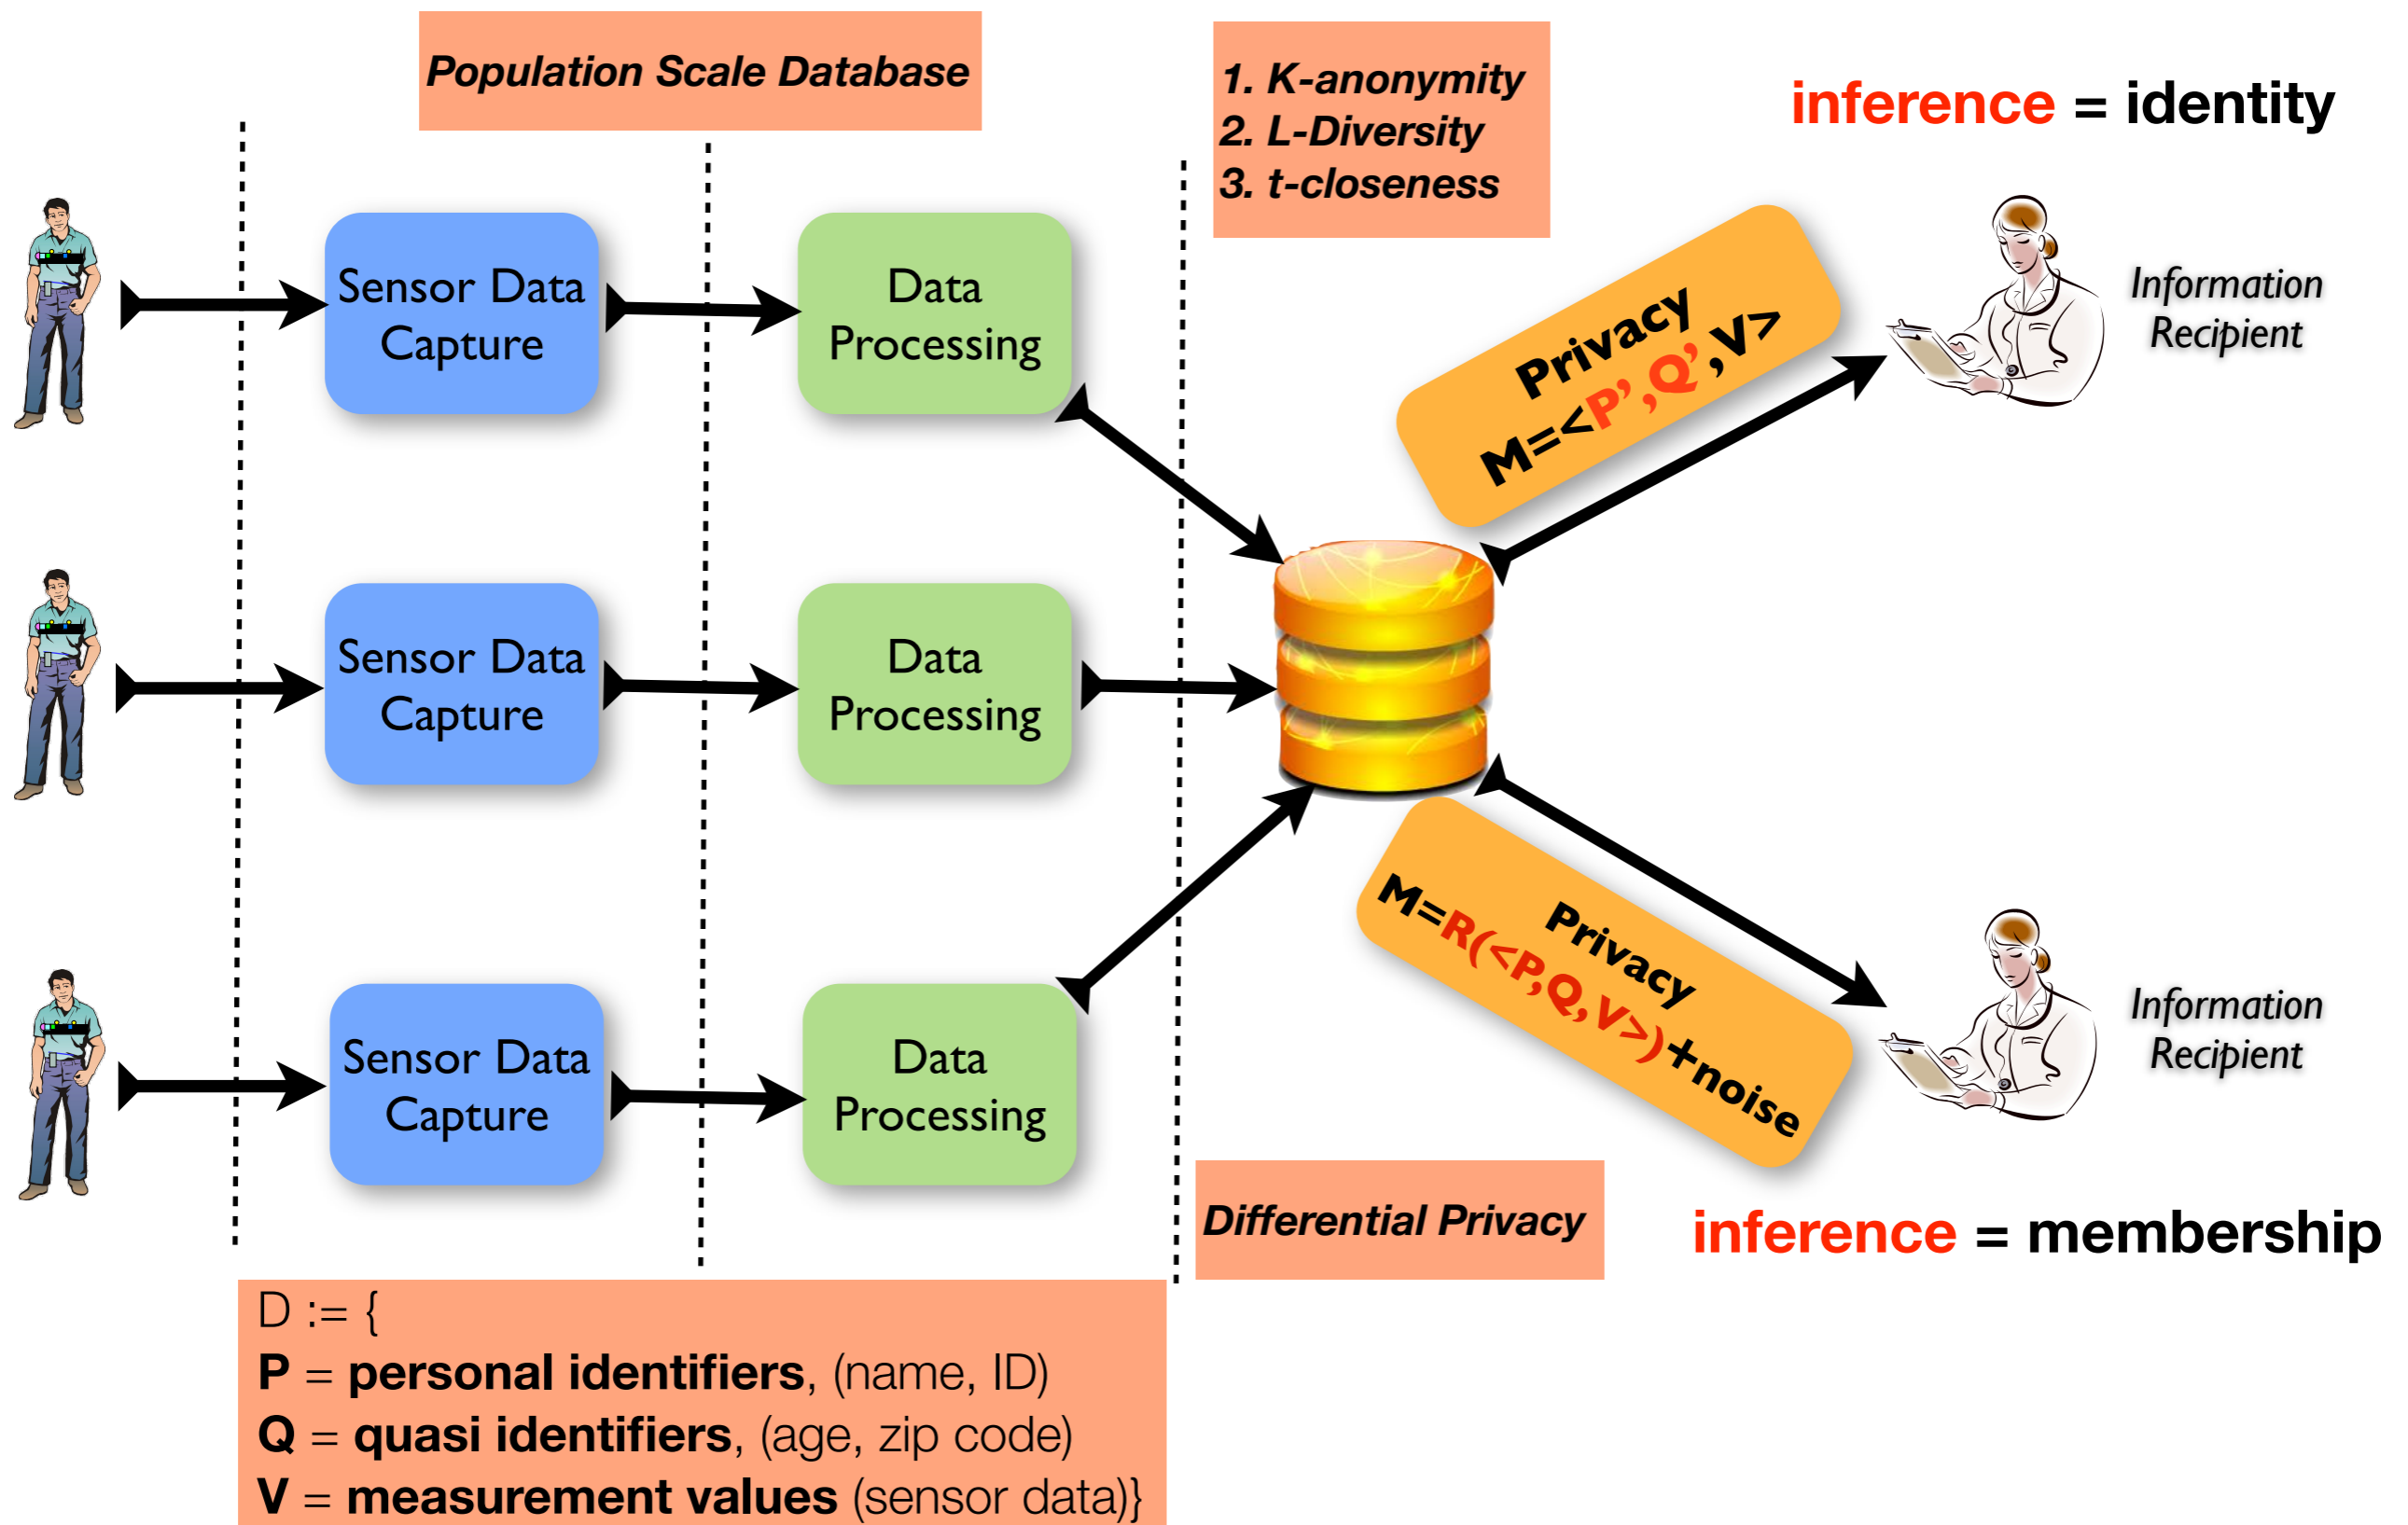 Population Scale Database
1. K-anonymity
2. L-Diversity
3. t-closeness
inference = identity
Sensor Data
Capture
Data
Processing
Privacy
M=<P’,Q’,V>
Information
Recipient
Sensor Data
Capture
Data
Processing
Sensor Data
Capture
Data
Processing
Privacy
M=R(<P,Q,V>)+noise
Information
Recipient
Differential Privacy
inference = membership
D := {
P = personal identifiers, (name, ID)
Q = quasi identifiers, (age, zip code)
V = measurement values (sensor data)}